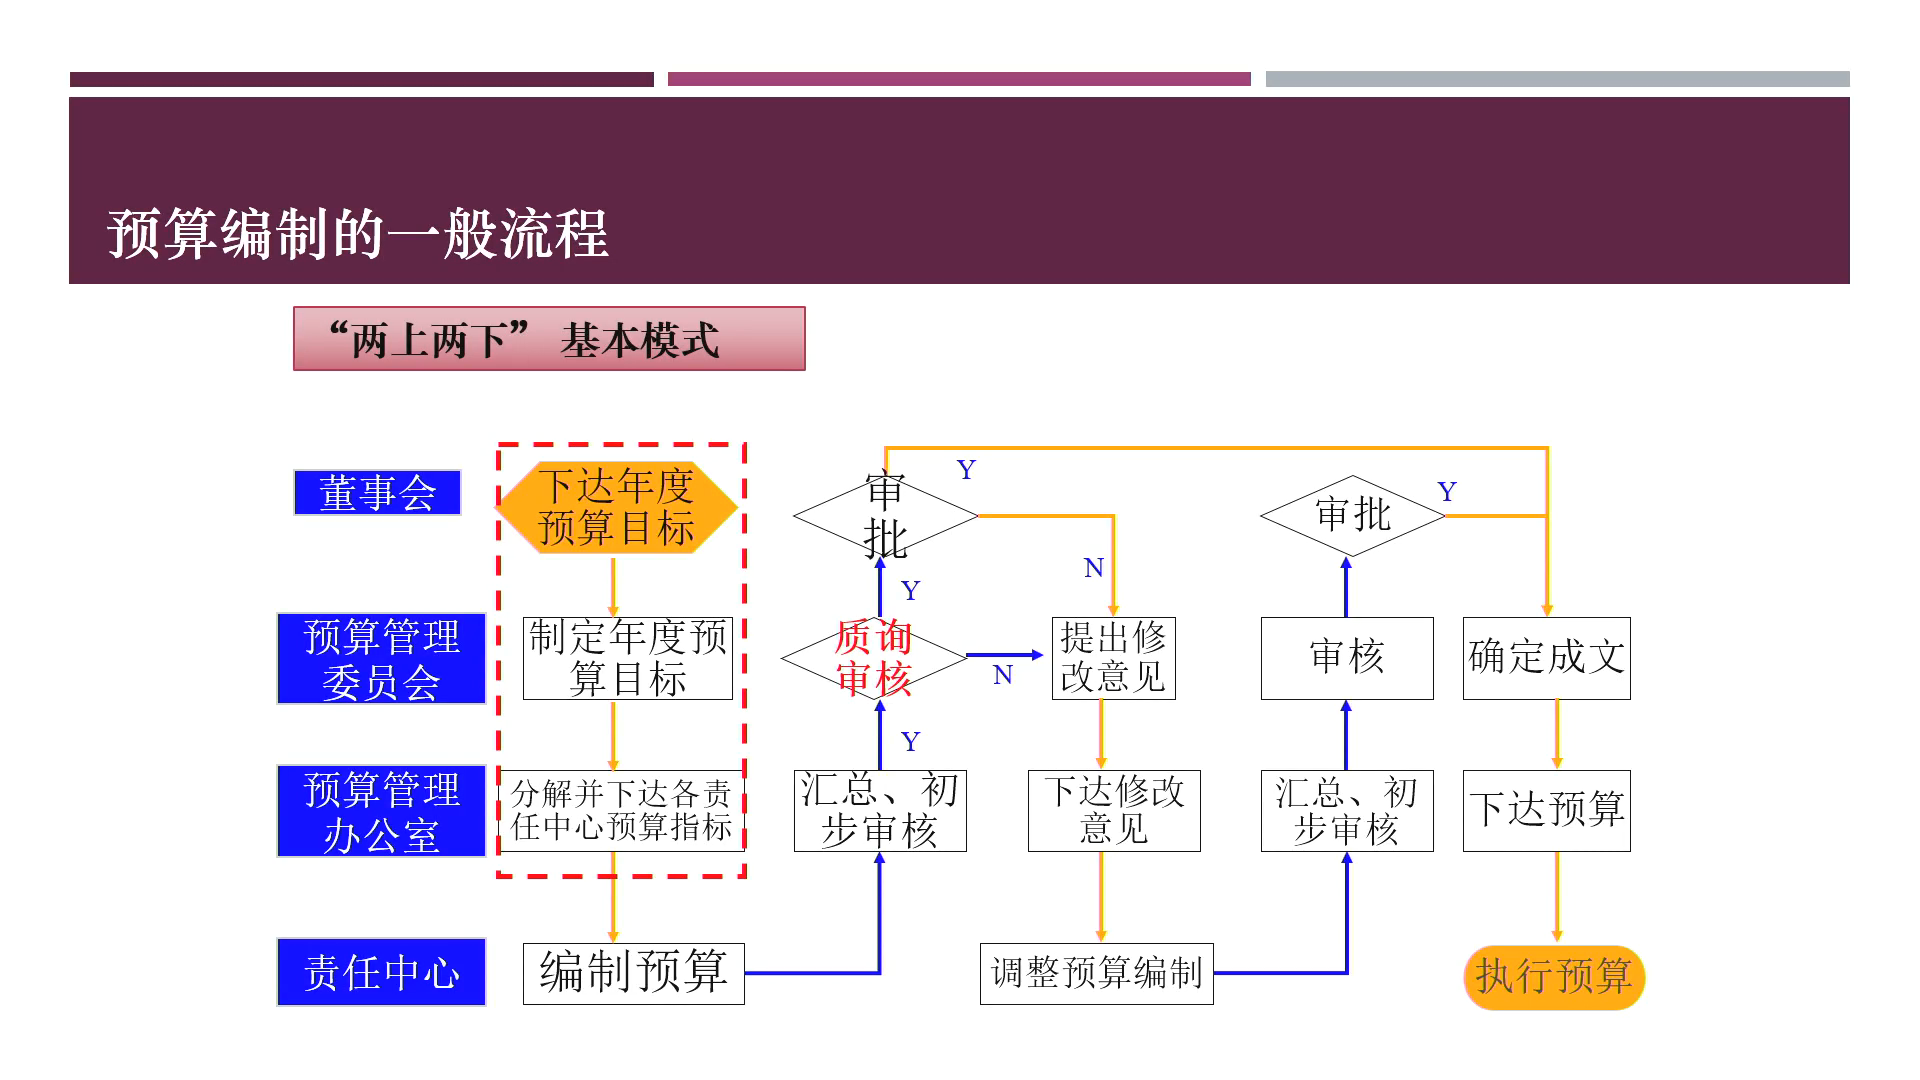 预算编制的一般流程
“两上两下” 基本模式
董事会
下达年度
预算目标
审
批
Y
N
审批
Y
预算管理
委员会
制定年度预
算目标
Y
质询
审核
N
提出修
改意见
审核
确定成文
预算管理
办公室
分解并下达各责
任中心预算指标
Y
汇总、初
步审核
下达修改
意见
汇总、初
步审核
下达预算
责任中心
编制预算
调整预算编制
执行预算